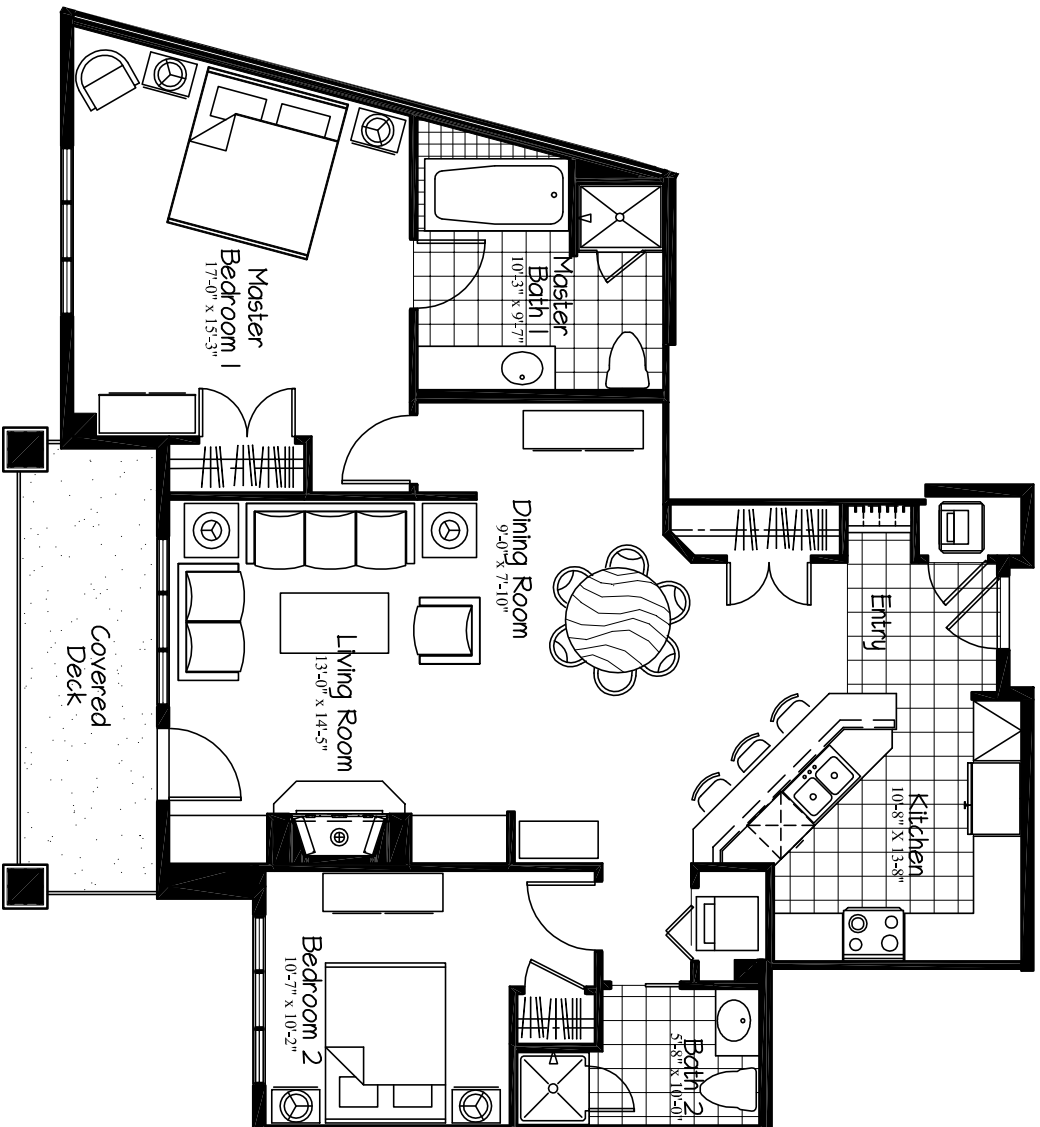 Master
Bedroom 1
17'-0" x 15'-3"
Master
Bath 1
10'-3" x 9'-7"
Dining Room
9'-0" x 7'-10"
Entry
Covered
Deck
Living Room
13'-0" x 14'-5"
Kitchen
10'-8" X 13'-8"
Bedroom 2
10'-7" x 10'-2"
Bath 2
5'-8" x 10'-0"